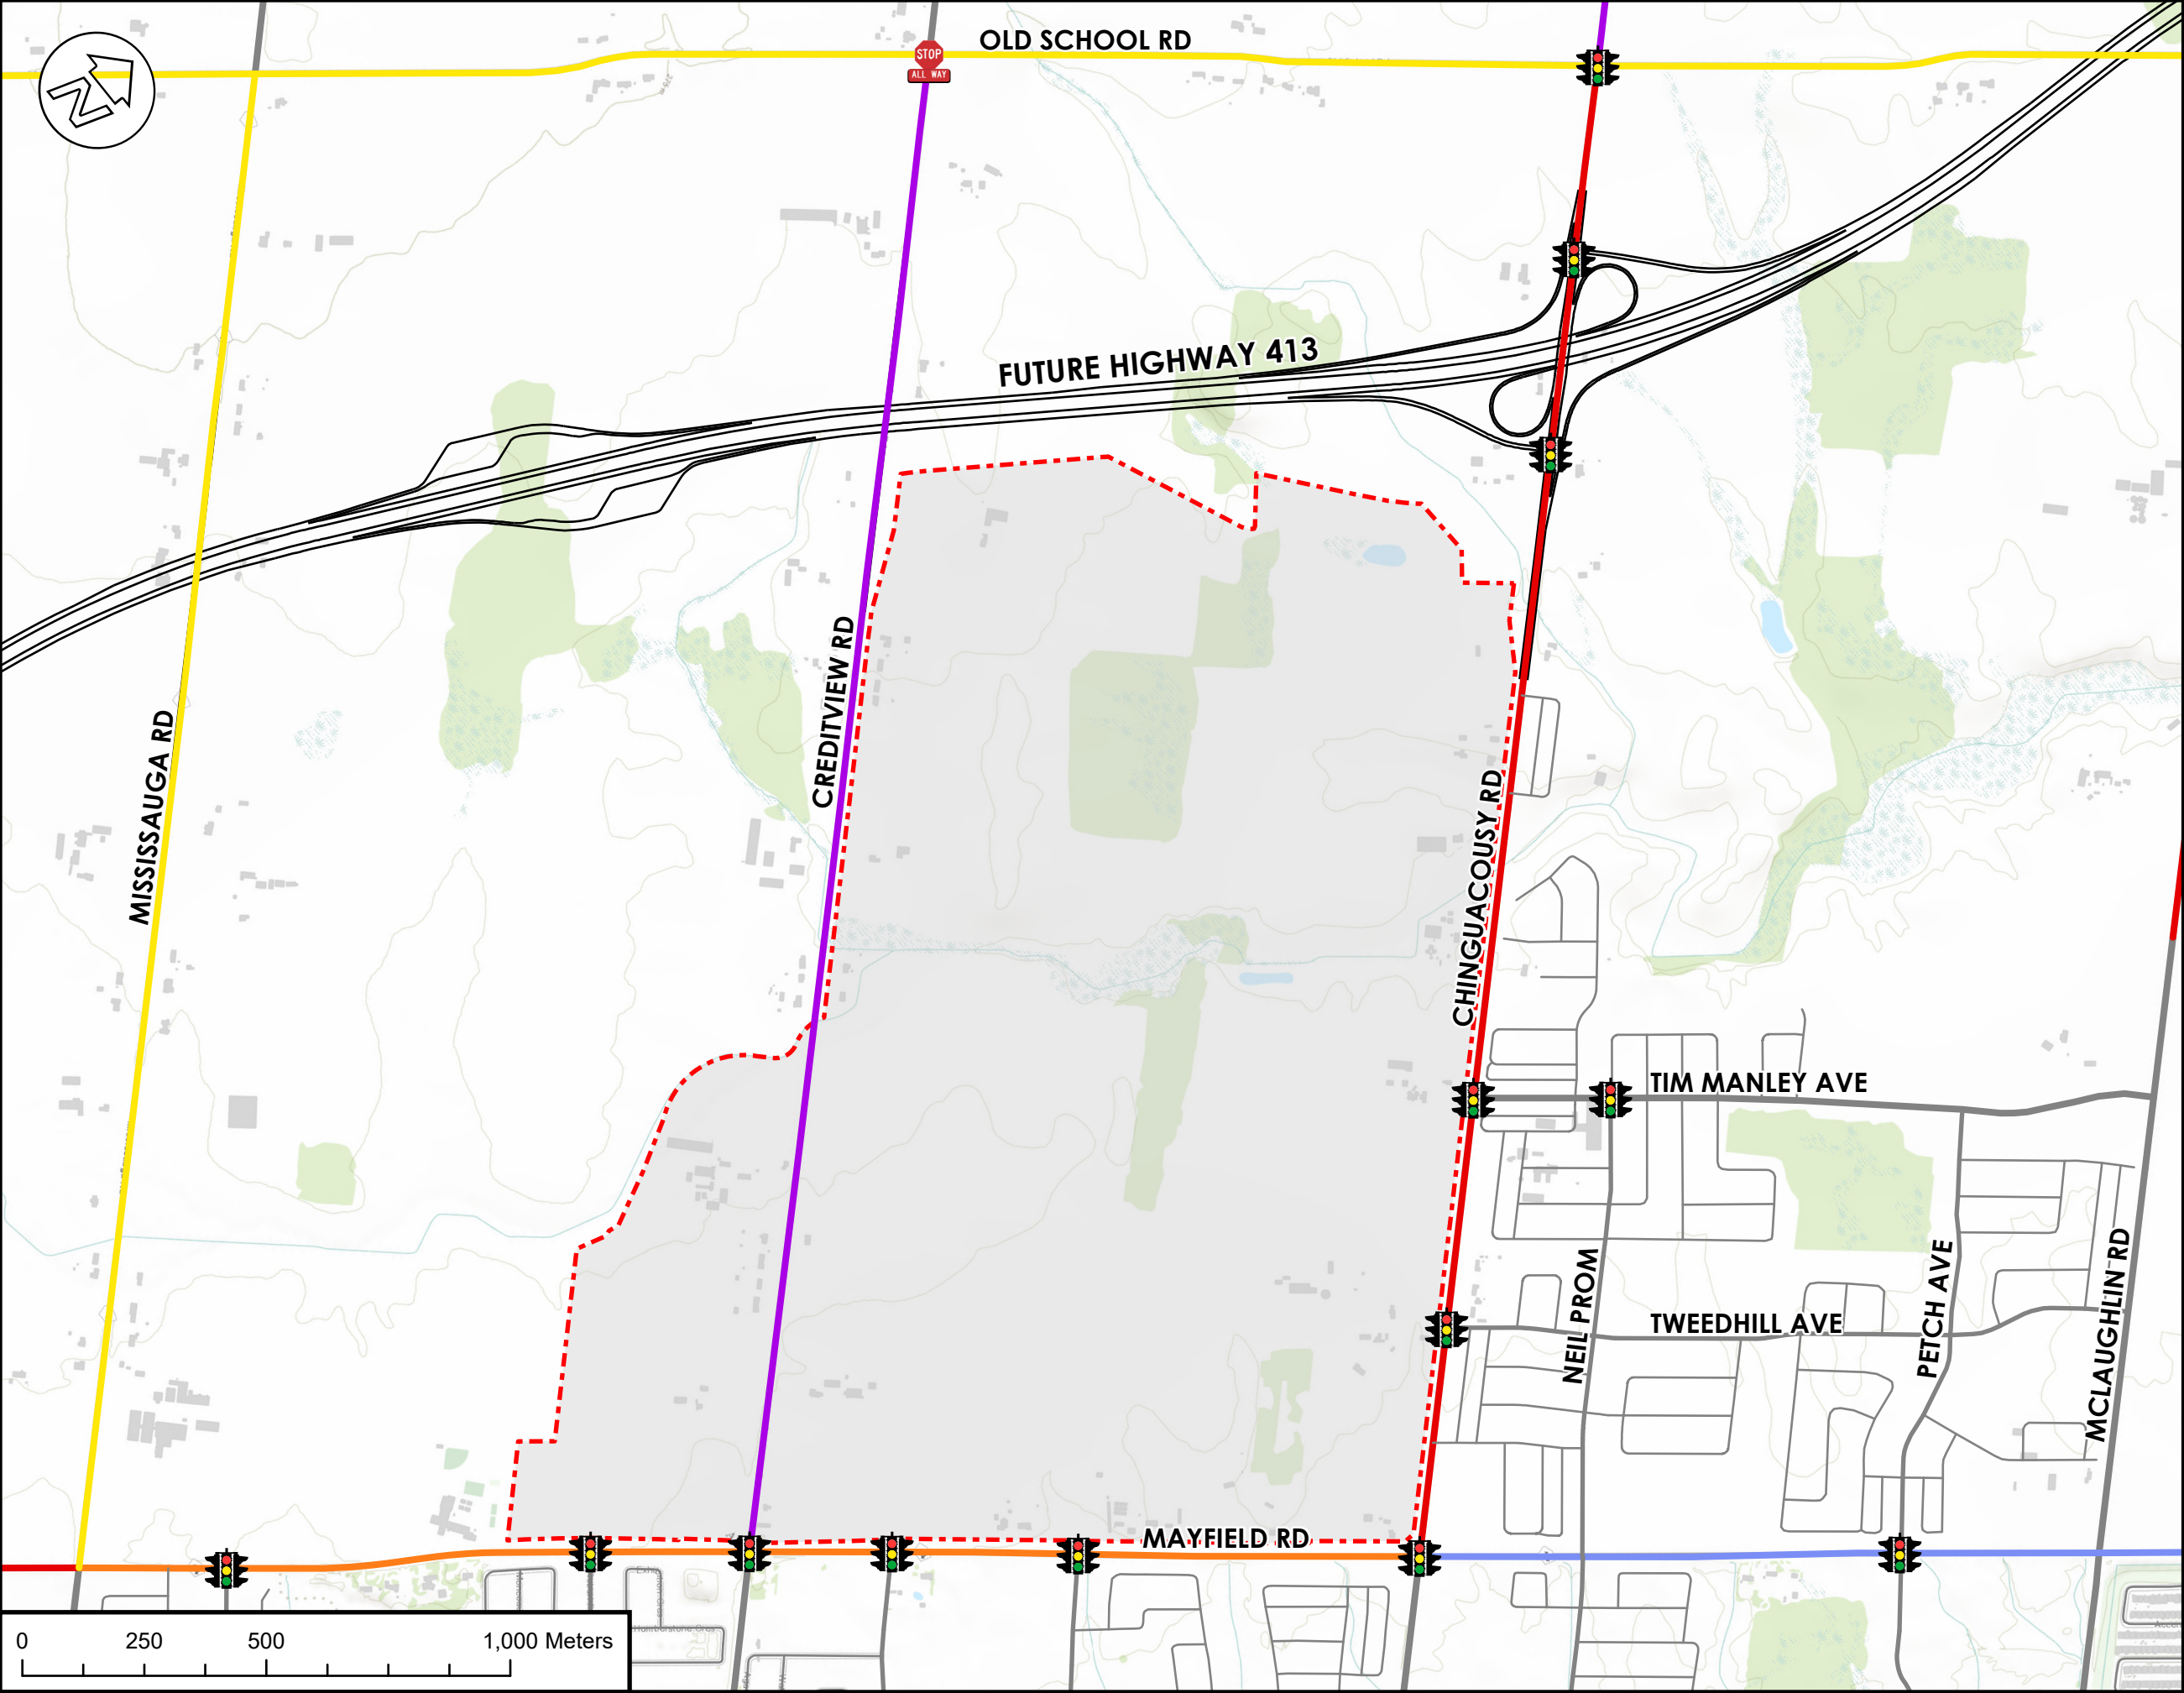 OLD SCHOOL RD
STOP
ALL WAY
N
FUTURE HIGHWAY 413
CREDITVIEW RD
MISSISSAUGA RD
CHINGUACOUSY RD
TIM MANLEY AVE
NEIL PROM
TWEEDHILL AVE
PETCH AVE
MCLAUGHLIN RD
MAYFIELD RD
0 250 500 1,000 Meters